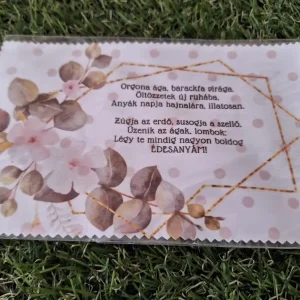 Orgona ága, barackfa virága,
Öltözzetek új ruhába,
Anyák napja hajnalára, illatosan.
Zúgja az erdő, susogja a szellő,
Üzenik az ágak, lombok:
Légy te mindig nagyon boldog
ÉDESANYÁM!